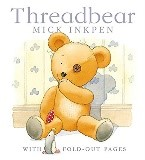 Threadbear
MICK INKPEN
WITH FOLD-OUT PAGES